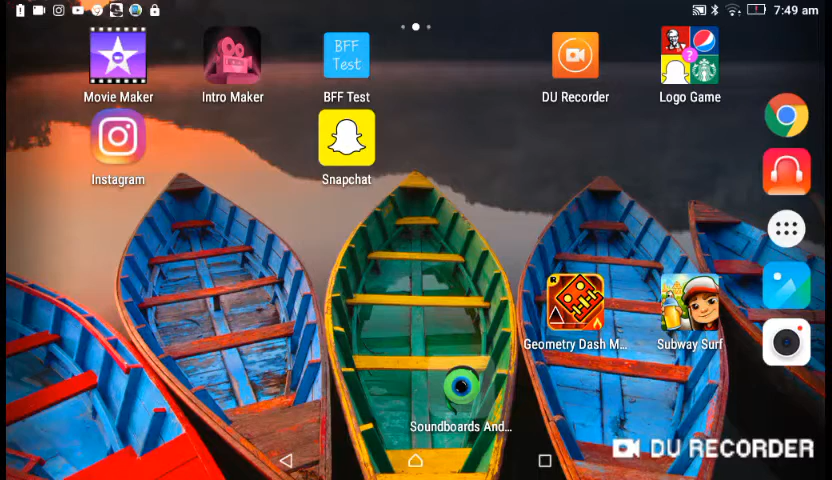 7:49 am
Movie Maker
Intro Maker
BFF
Test
BFF Test
DU Recorder
Logo Game
Instagram
Snapchat
Geometry Dash M...
Subway Surf
Soundboards And...
DU RECORDER